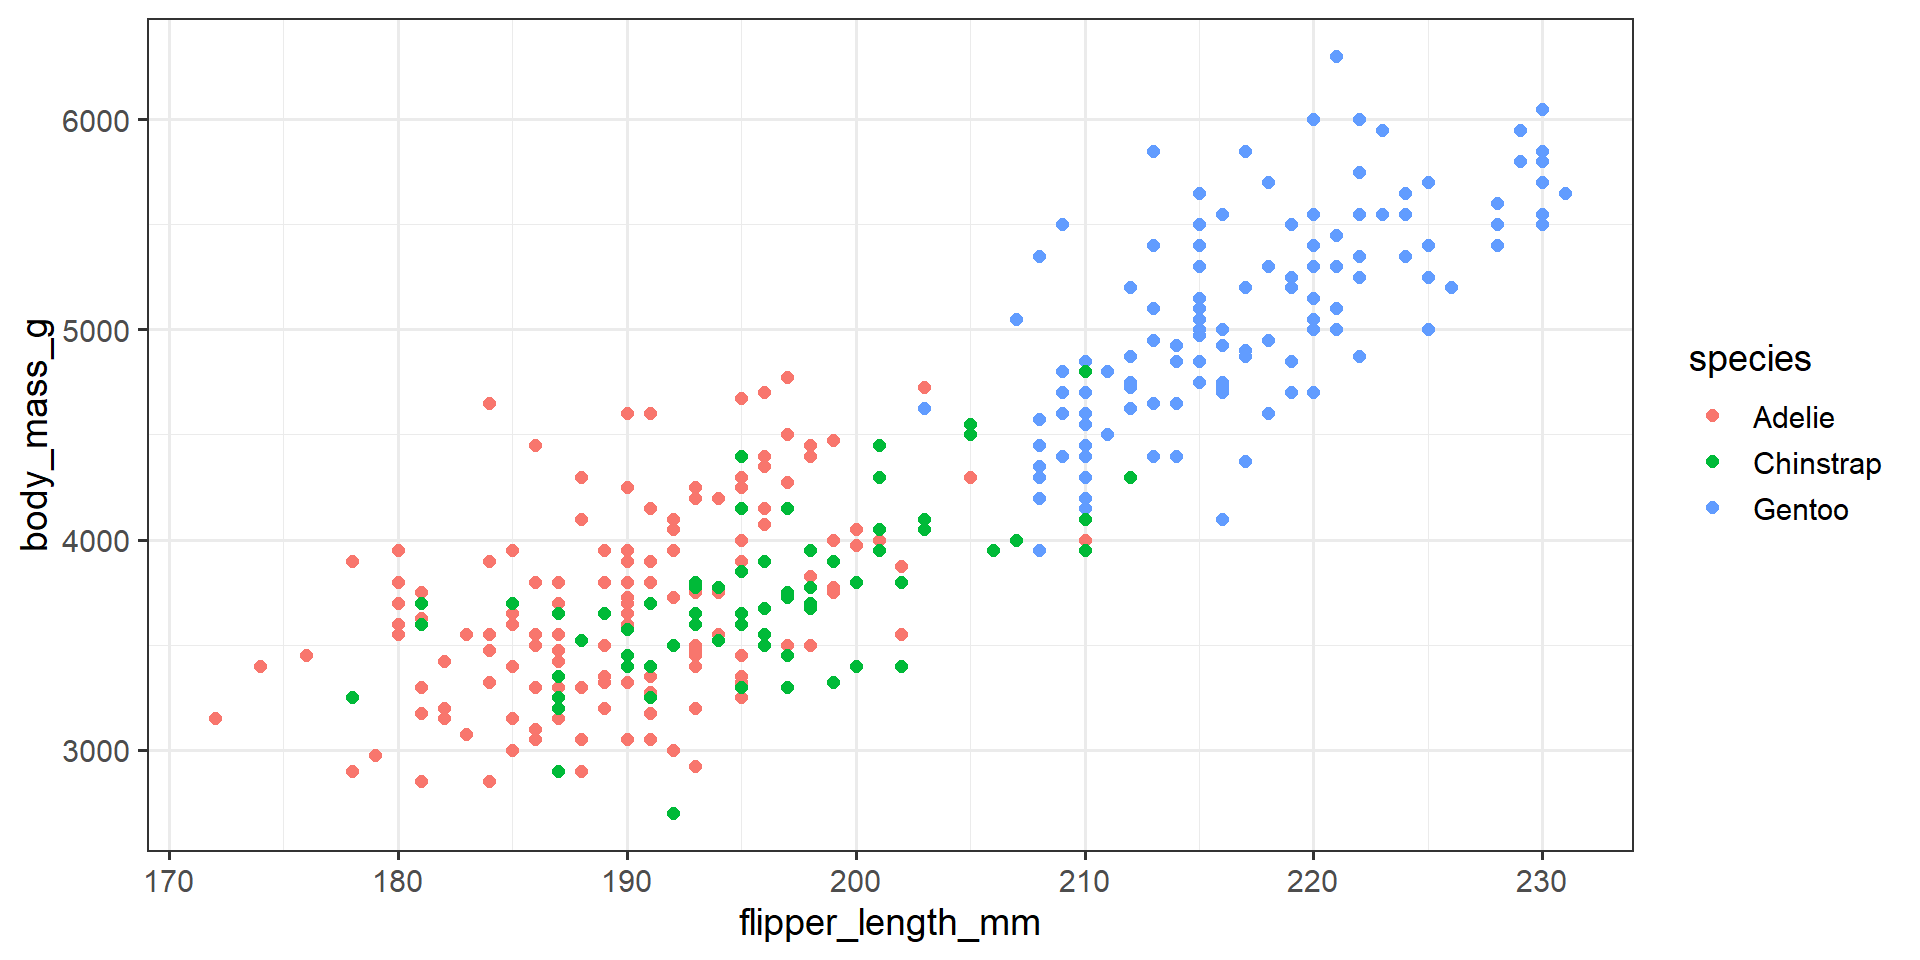 6000
5000
4000
3000
body_mass_g
170 180 190 200 210 220 230
flipper_length_mm
species
Adelie
Chinstrap
Gentoo